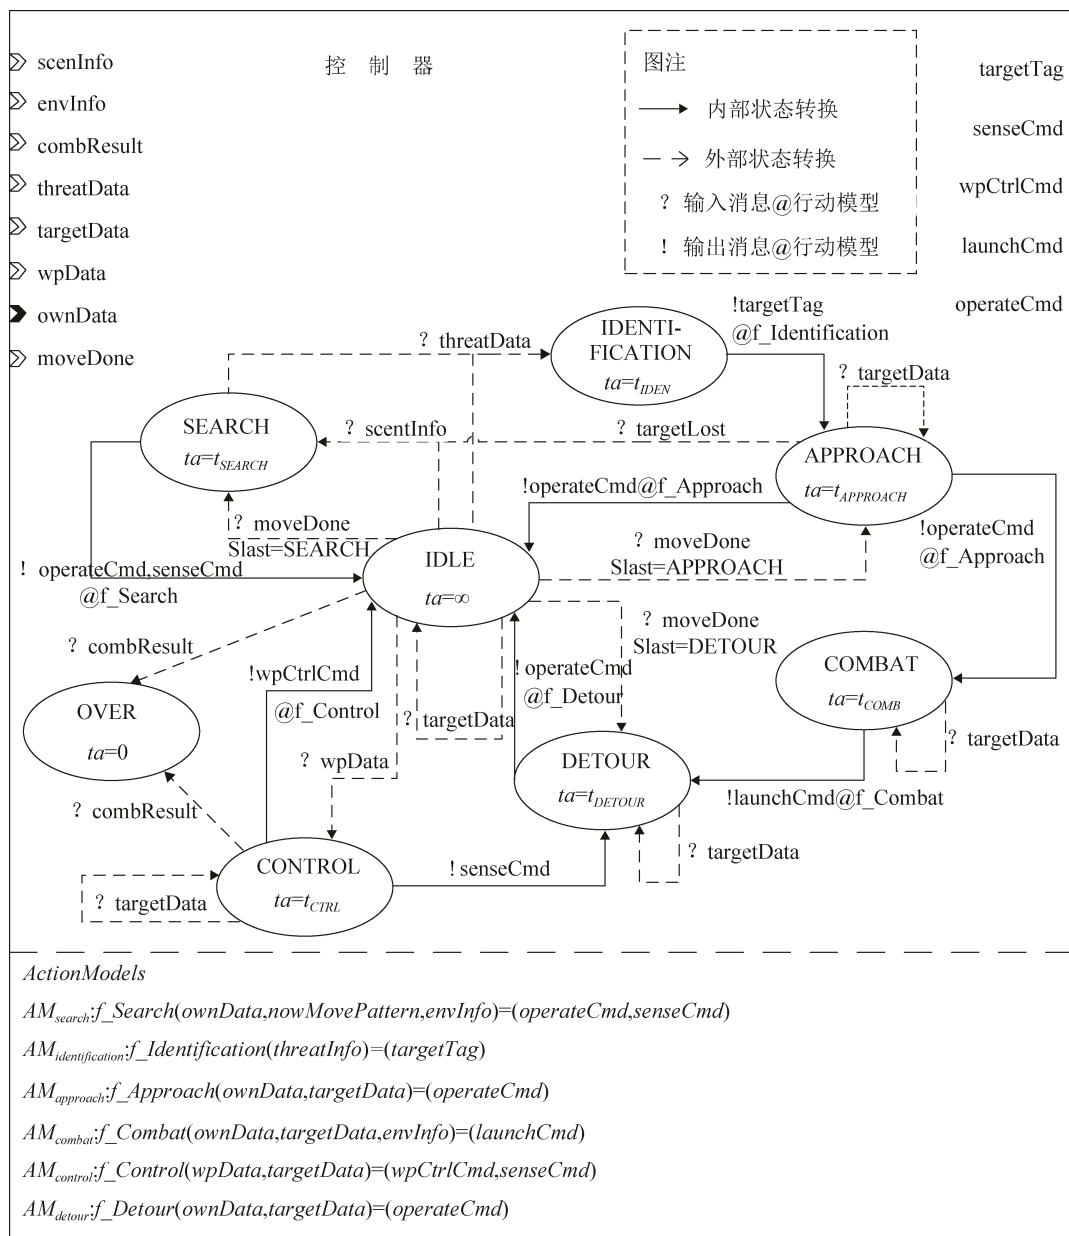 控 制 器
scenInfo
envInfo
combResult
threatData
targetData
wpData
ownData
moveDone
图注
内部状态转换
外部状态转换
? 输入消息@行动模型
! 输出消息@行动模型
targetTag
senseCmd
wpCtrlCmd
launchCmd
operateCmd
? threatData
IDENTI-
FICATION
ta=tIDEN
!targetTag
@f_Identification
? targetData
SEARCH
ta=tSEARCH
? scentInfo
? targetLost
APPROACH
ta=tAPPROACH
!operateCmd@f_Approach
!operateCmd
@f_Approach
? moveDone
Slast=SEARCH
IDLE
ta=∞
? moveDone
Slast=APPROACH
! operateCmd,senseCmd
@f_Search
? moveDone
Slast=DETOUR
? combResult
!wpCtrlCmd
@f_Control
! operateCmd
@f_Detour
COMBAT
ta=tCOMB
OVER
ta=0
? targetData
? targetData
? wpData
DETOUR
ta=tDETOUR
!launchCmd@f_Combat
? combResult
? targetData
CONTROL
ta=tCTRL
! senseCmd
? targetData
ActionModels
AMsearch:f_Search(ownData,nowMovePattern,envInfo)=(operateCmd,senseCmd)
AMidentification:f_Identification(threatInfo)=(targetTag)
AMapproach:f_Approach(ownData,targetData)=(operateCmd)
AMcombat:f_Combat(ownData,targetData,envInfo)=(launchCmd)
AMcontrol:f_Control(wpData,targetData)=(wpCtrlCmd,senseCmd)
AMdetour:f_Detour(ownData,targetData)=(operateCmd)